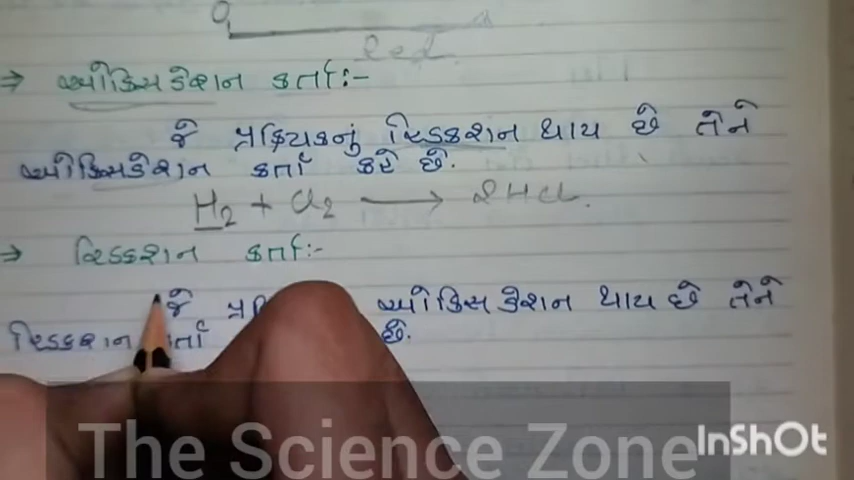 Red
⇒ ઓક્સિડેશન કર્તા:-
જે પ્રક્રિયકનું રિડક્શન થાય છે તેને
ઓક્સિડેશન કર્તા કહે છે.
H₂ + Cl₂ ⟶ 2HCl.
⇒ રિડક્શન કર્તા:-
જે ઓક્સિડેશન થાય છે તેને
રિડક્શન છે.
The Science Zone
InShOt